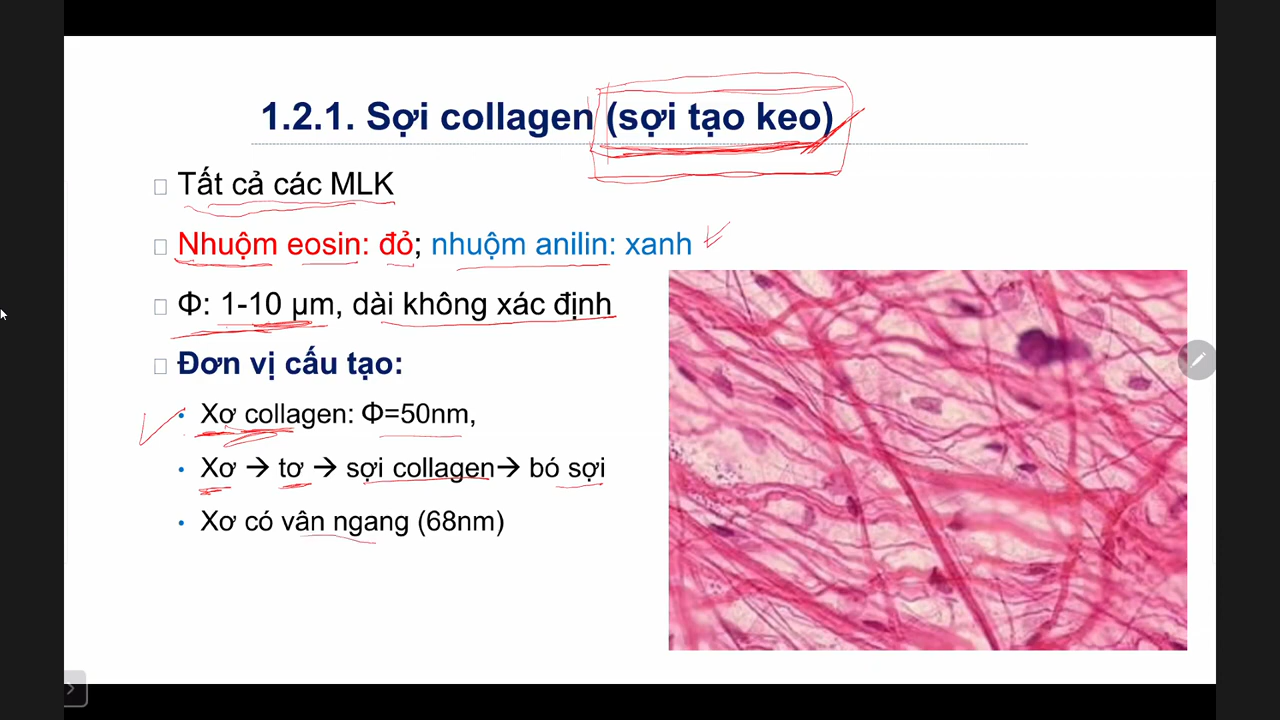 1.2.1. Sợi collagen (sợi tạo keo)
Tất cả các MLK
Nhuộm eosin: đỏ; nhuộm anilin: xanh
Φ: 1-10 µm, dài không xác định
Đơn vị cấu tạo:
• Xơ collagen: Φ=50nm,
• Xơ → tơ → sợi collagen→ bó sợi
• Xơ có vân ngang (68nm)